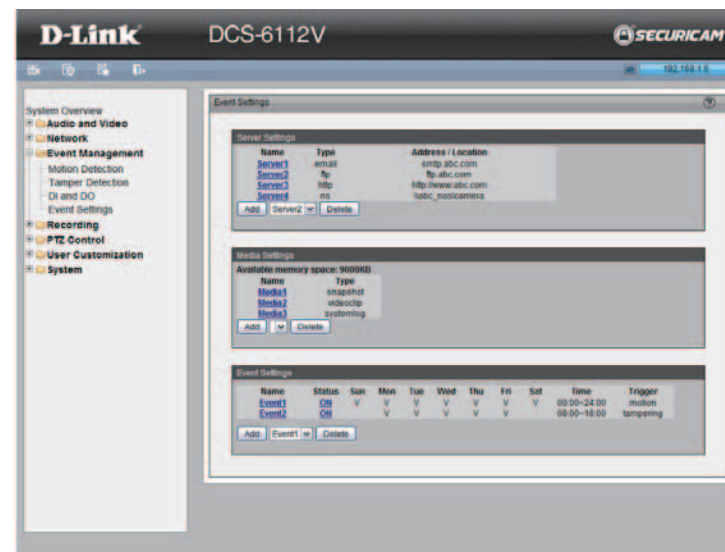 D-Link DCS-6112V SECURICAM
192.168.1.6
System Overview
Audio and Video
Network
Event Management
Motion Detection
Tamper Detection
DI and DO
Event Settings
Recording
PTZ Control
User Customization
System
Event Settings
Server Settings
Name Type Address / Location
Server1 email smtp.abc.com
Server2 ftp ftp.abc.com
Server3 http http://www.abc.com
Server4 ns \\abc_nas\camera
Add Server2 Delete
Media Settings
Available memory space: 9000KB
Name Type
Media1 snapshot
Media2 videoclip
Media3 systemlog
Add Delete
Event Settings
Name Status Sun Mon Tue Wed Thu Fri Sat Time Trigger
Event1 ON V V V V V V V 00:00~24:00 motion
Event2 ON V V V V V 08:00~18:00 tampering
Add Event1 Delete